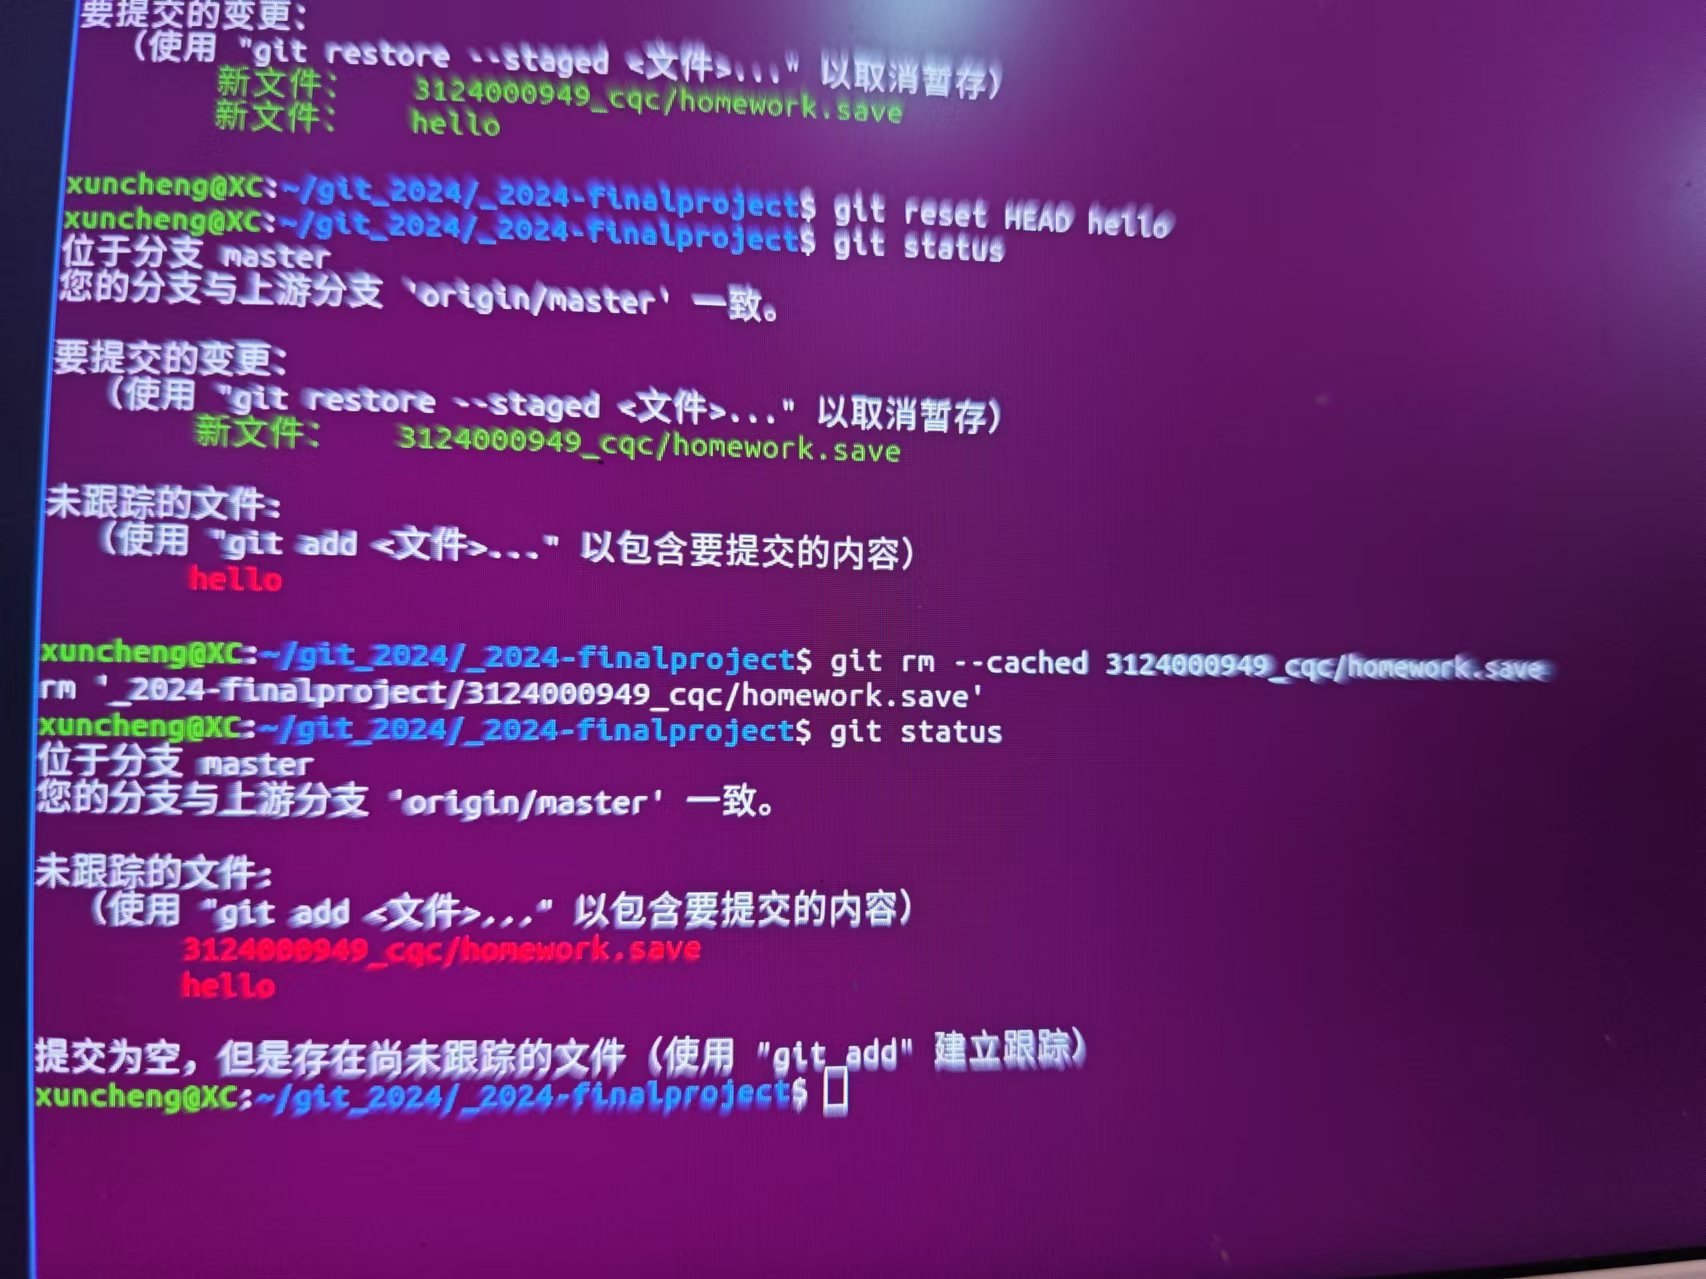 要提交的变更：
（使用 "git restore --staged <文件>..." 以取消暂存）
新文件： 3124000949_cqc/homework.save
新文件： hello
xuncheng@XC:~/git_2024/_2024-finalproject$ git reset HEAD hello
xuncheng@XC:~/git_2024/_2024-finalproject$ git status
位于分支 master
您的分支与上游分支 'origin/master' 一致。
要提交的变更：
（使用 "git restore --staged <文件>..." 以取消暂存）
新文件： 3124000949_cqc/homework.save
未跟踪的文件:
（使用 "git add <文件>..." 以包含要提交的内容）
hello
xuncheng@XC:~/git_2024/_2024-finalproject$ git rm --cached 3124000949_cqc/homework.save
rm '_2024-finalproject/3124000949_cqc/homework.save'
xuncheng@XC:~/git_2024/_2024-finalproject$ git status
位于分支 master
您的分支与上游分支 'origin/master' 一致。
未跟踪的文件:
（使用 "git add <文件>..." 以包含要提交的内容）
3124000949_cqc/homework.save
hello
提交为空，但是存在尚未跟踪的文件（使用 "git add" 建立跟踪）
xuncheng@XC:~/git_2024/_2024-finalproject$